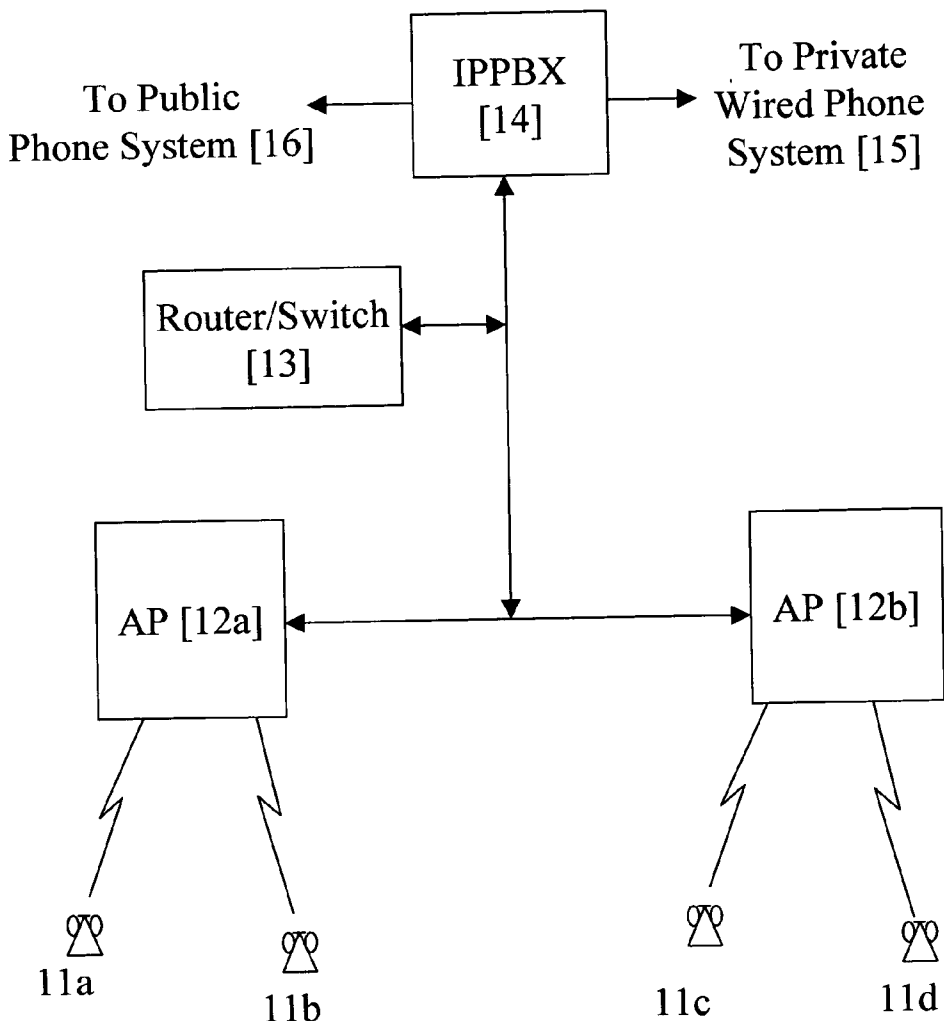 To Public
Phone System [16]
IPPBX
[14]
To Private
Wired Phone
System [15]
Router/Switch
[13]
AP [12a]
AP [12b]
11a
11b
11c
11d